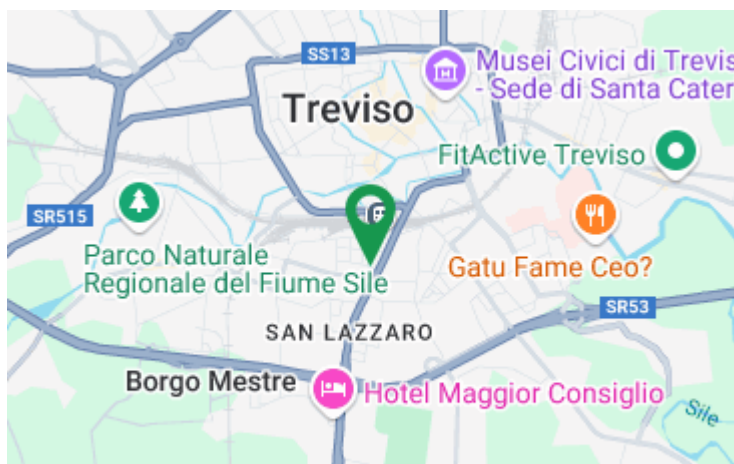 SS13
Musei Civici di Trevis
- Sede di Santa Cater
Treviso
FitActive Treviso
SR515
Parco Naturale
Regionale del Fiume Sile
Gatu Fame Ceo?
SR53
SAN LAZZARO
Borgo Mestre
Hotel Maggior Consiglio
Sile